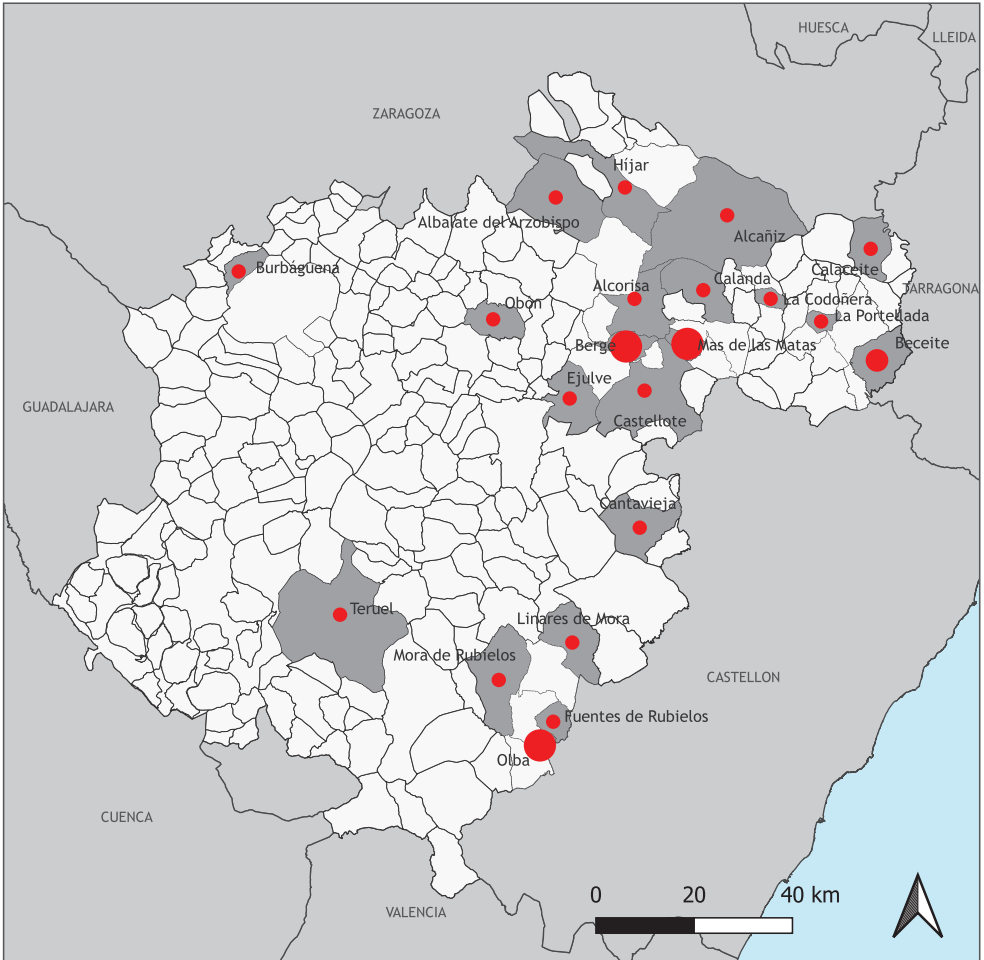 HUESCA
LLEIDA
ZARAGOZA
Híjar
Albalate del Arzobispo
Alcañiz
Burbáguena
Calaceite
Calanda
Alcorisa
TARRAGONA
La Codoñera
Obón
La Portellada
Berge
Mas de las Matas
Beceite
Ejulve
GUADALAJARA
Castellote
Cantavieja
Teruel
Linares de Mora
Mora de Rubielos
CASTELLON
Fuentes de Rubielos
Olba
CUENCA
VALENCIA
0 20 40 km